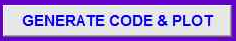 GENERATE CODE & PLOT